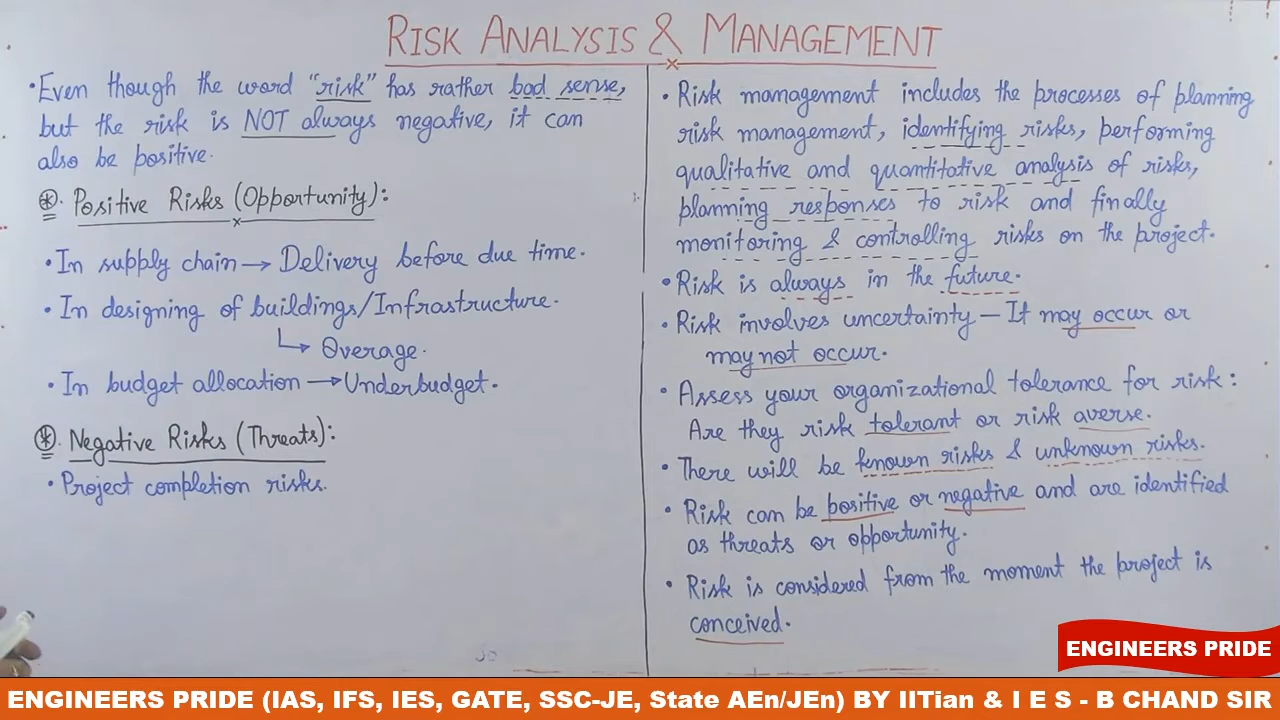 RISK ANALYSIS & MANAGEMENT
• Even though the word "risk" has rather bad sense,
but the risk is NOT always negative, it can
also be positive.
⊛. Positive Risks (Opportunity):
• In supply chain → Delivery before due time.
• In designing of buildings/Infrastructure.
↳ Overage.
• In budget allocation → Underbudget.
⊛. Negative Risks (Threats):
• Project completion risks.
• Risk management includes the processes of planning
risk management, identifying risks, performing
qualitative and quantitative analysis of risks,
planning responses to risk and finally
monitoring & controlling risks on the project.
• Risk is always in the future.
• Risk involves uncertainty – It may occur or
may not occur.
• Assess your organizational tolerance for risk:
Are they risk tolerant or risk averse.
• There will be known risks & unknown risks.
• Risk can be positive or negative and are identified
as threats or opportunity.
• Risk is considered from the moment the project is
conceived.
ENGINEERS PRIDE
ENGINEERS PRIDE (IAS, IFS, IES, GATE, SSC-JE, State AEn/JEn) BY IITian & I E S - B CHAND SIR